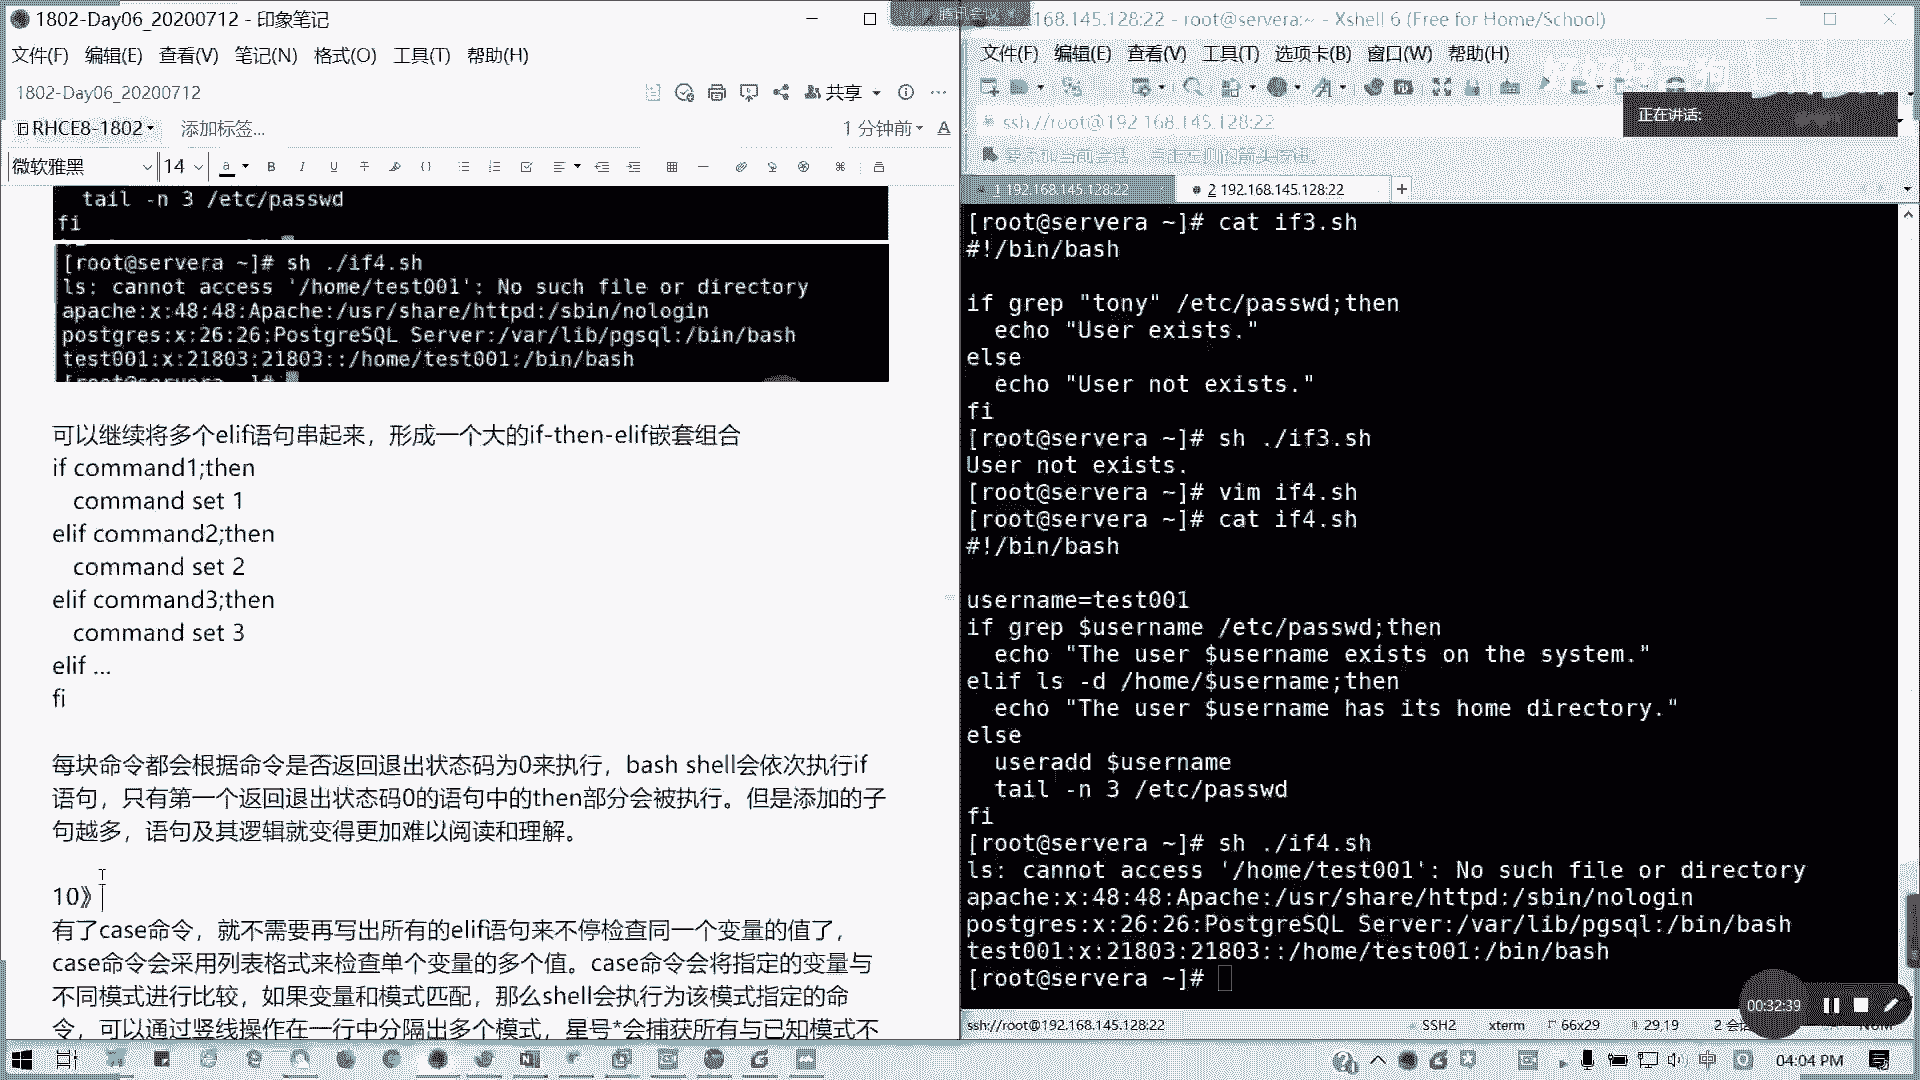 1802-Day06_20200712 - 印象笔记
文件(F) 编辑(E) 查看(V) 笔记(N) 格式(O) 工具(T) 帮助(H)
1802-Day06_20200712
共享
RHCE8-1802
添加标签...
1 分钟前
微软雅黑
14
tail -n 3 /etc/passwd
fi
[root@servera ~]# sh ./if4.sh
ls: cannot access '/home/test001': No such file or directory
apache:x:48:48:Apache:/usr/share/httpd:/sbin/nologin
postgres:x:26:26:PostgreSQL Server:/var/lib/pgsql:/bin/bash
test001:x:21803:21803::/home/test001:/bin/bash
可以继续将多个elif语句串起来，形成一个大的if-then-elif嵌套组合
if command1;then
command set 1
elif command2;then
command set 2
elif command3;then
command set 3
elif ...
fi
每块命令都会根据命令是否返回退出状态码为0来执行，bash shell会依次执行if
语句，只有第一个返回退出状态码0的语句中的then部分会被执行。但是添加的子
句越多，语句及其逻辑就变得更加难以阅读和理解。
10》
有了case命令，就不需要再写出所有的elif语句来不停检查同一个变量的值了，
case命令会采用列表格式来检查单个变量的多个值。case命令会将指定的变量与
不同模式进行比较，如果变量和模式匹配，那么shell会执行为该模式指定的命
令，可以通过竖线操作在一行中分隔出多个模式，星号*会捕获所有与已知模式不
腾讯会议
168.145.128:22 - root@servera:~ - Xshell 6 (Free for Home/School)
文件(F) 编辑(E) 查看(V) 工具(T) 选项卡(B) 窗口(W) 帮助(H)
正在讲话:
ssh://root@192.168.145.128:22
要添加当前会话，点击左侧的箭头按钮。
1 192.168.145.128:22
2 192.168.145.128:22
[root@servera ~]# cat if3.sh
#!/bin/bash
if grep "tony" /etc/passwd;then
echo "User exists."
else
echo "User not exists."
fi
[root@servera ~]# sh ./if3.sh
User not exists.
[root@servera ~]# vim if4.sh
[root@servera ~]# cat if4.sh
#!/bin/bash
username=test001
if grep $username /etc/passwd;then
echo "The user $username exists on the system."
elif ls -d /home/$username;then
echo "The user $username has its home directory."
else
useradd $username
tail -n 3 /etc/passwd
fi
[root@servera ~]# sh ./if4.sh
ls: cannot access '/home/test001': No such file or directory
apache:x:48:48:Apache:/usr/share/httpd:/sbin/nologin
postgres:x:26:26:PostgreSQL Server:/var/lib/pgsql:/bin/bash
test001:x:21803:21803::/home/test001:/bin/bash
[root@servera ~]#
00:32:39
ssh://root@192.168.145.128:22
SSH2
xterm
66x29
29,19
2 会
中
04:04 PM